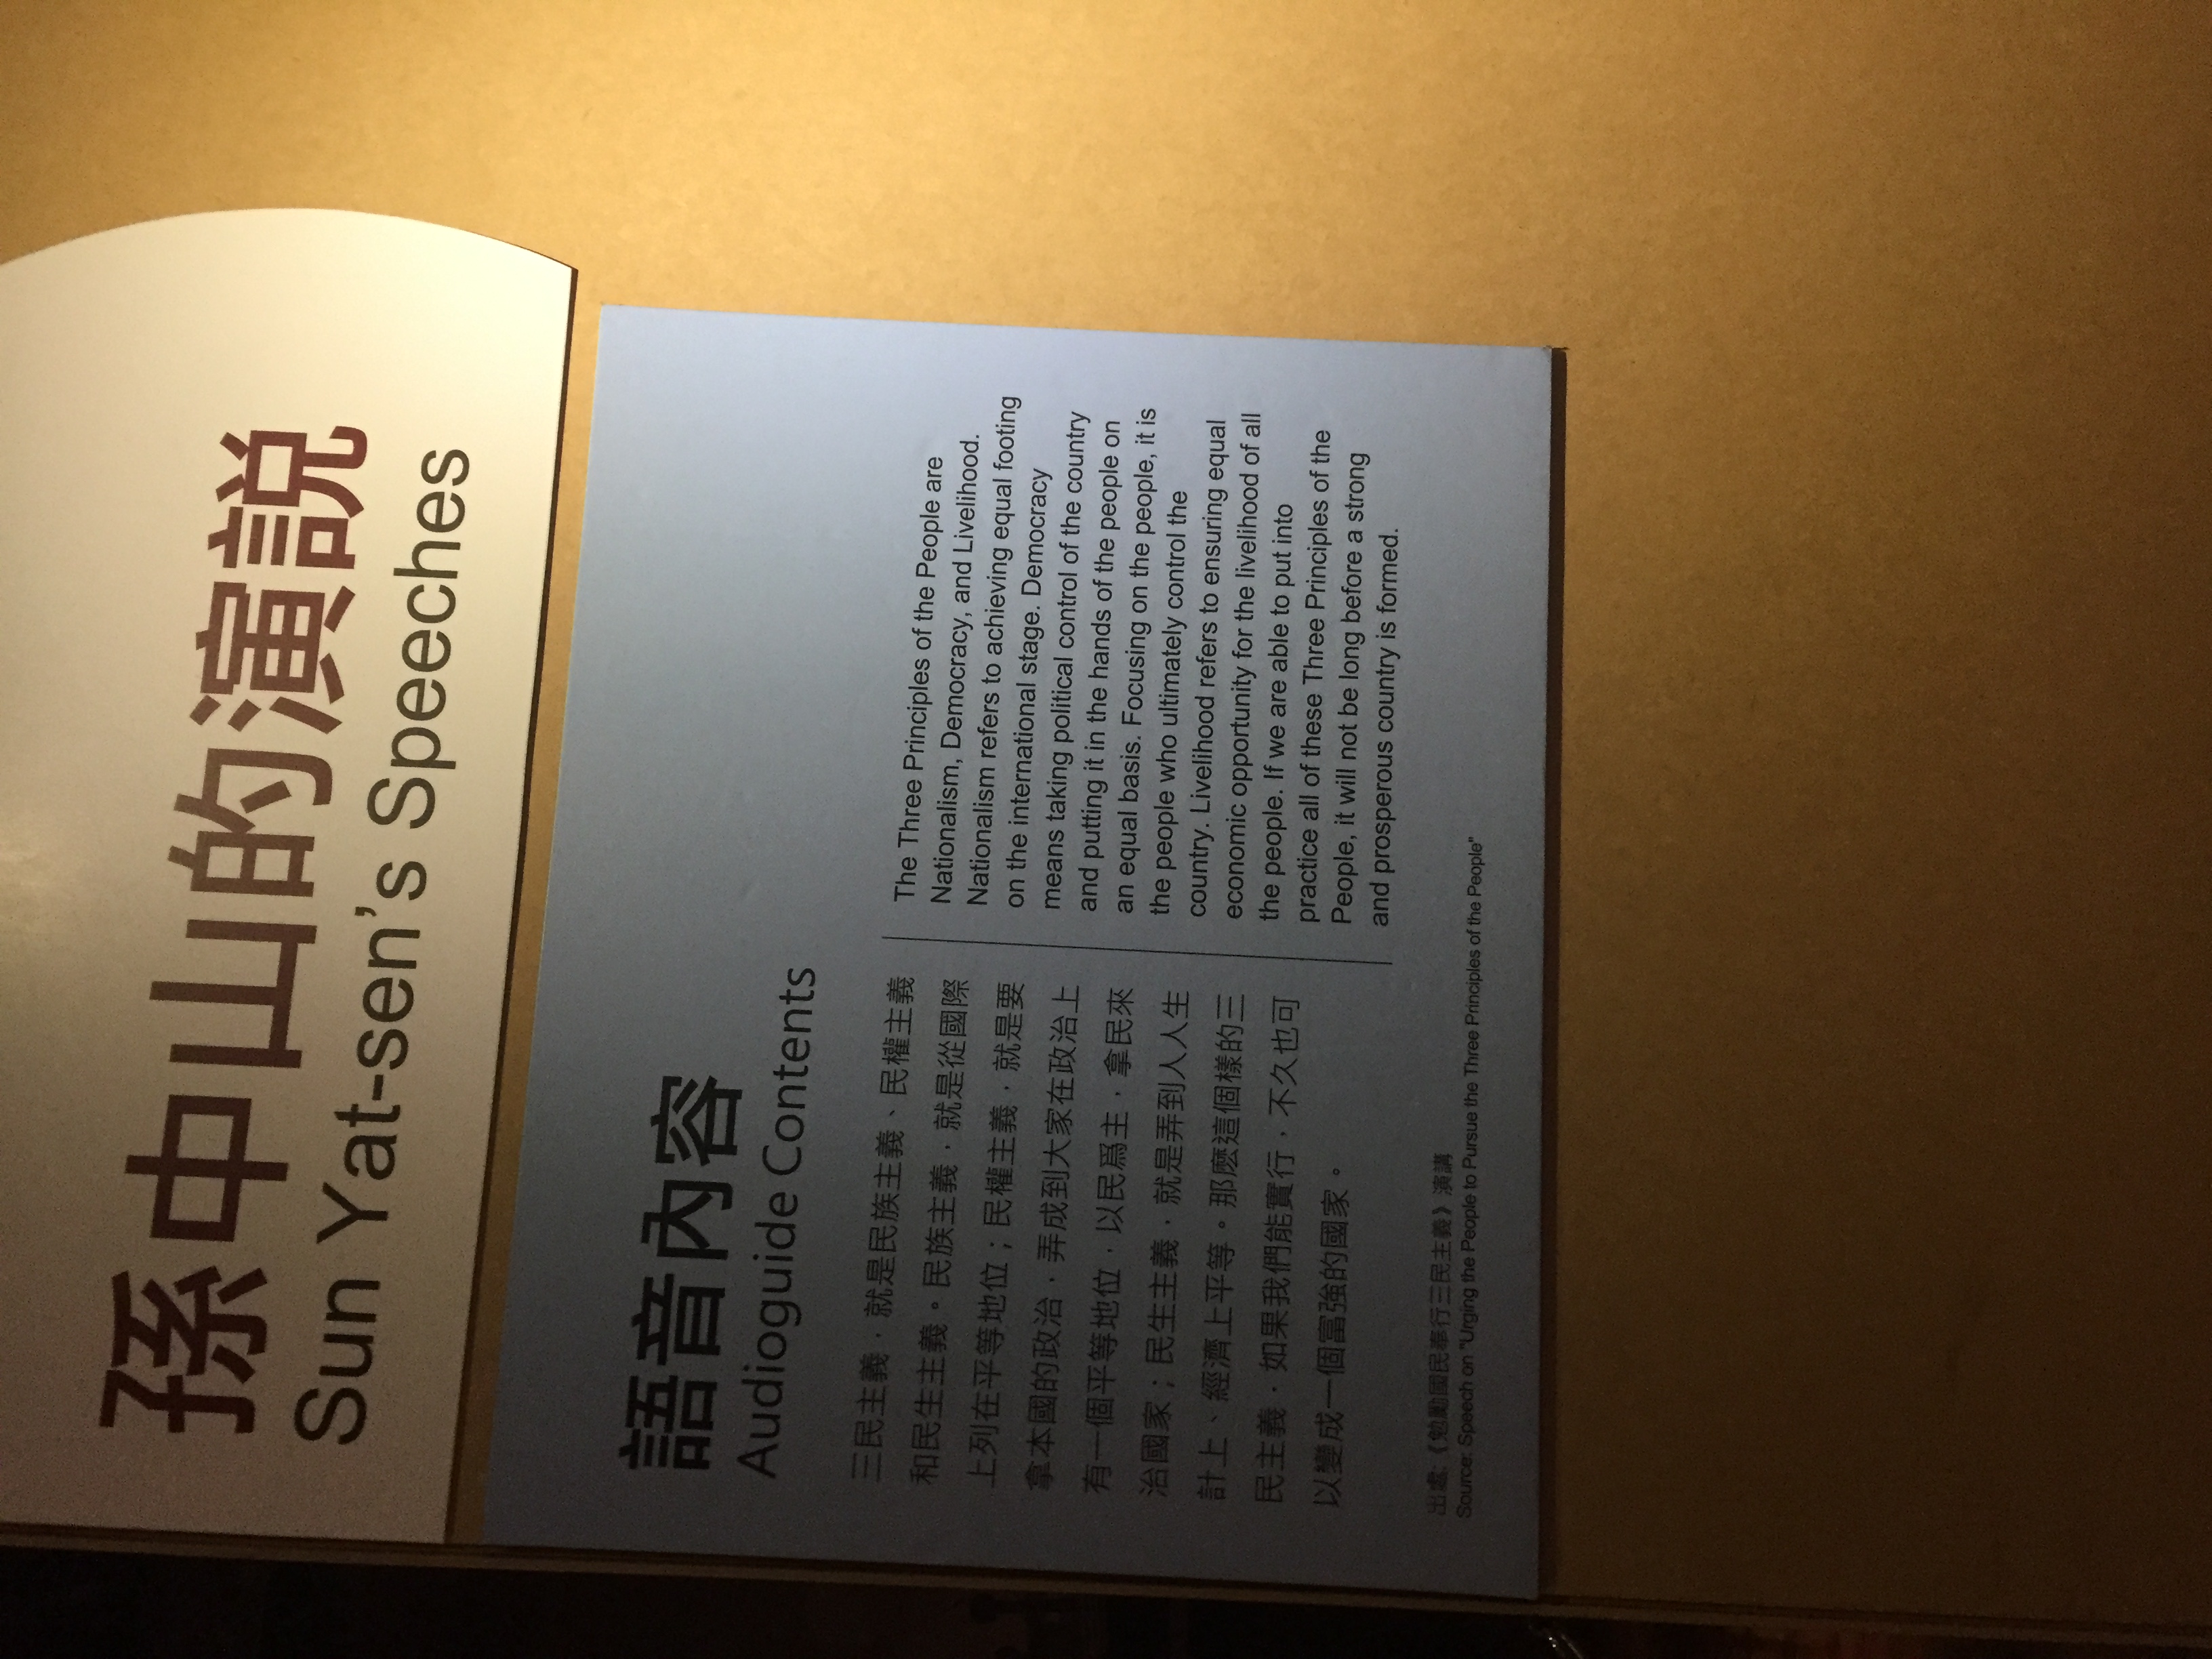 孫中山的演説
Sun Yat-sen's Speeches
語音內容
Audioguide Contents
三民主義，就是民族主義、民權主義
和民生主義。民族主義，就是從國際
上列在平等地位；民權主義，就是要
拿本國的政治，弄成到大家在政治上
有一個平等地位，以民爲主，拿民來
治國家；民生主義，就是弄到人人生
計上、經濟上平等。那麼這個樣的三
民主義，如果我們能實行，不久也可
以變成一個富強的國家。
The Three Principles of the People are
Nationalism, Democracy, and Livelihood.
Nationalism refers to achieving equal footing
on the international stage. Democracy
means taking political control of the country
and putting it in the hands of the people on
an equal basis. Focusing on the people, it is
the people who ultimately control the
country. Livelihood refers to ensuring equal
economic opportunity for the livelihood of all
the people. If we are able to put into
practice all of these Three Principles of the
People, it will not be long before a strong
and prosperous country is formed.
出處:《勉勵國民奉行三民主義》演講
Source: Speech on "Urging the People to Pursue the Three Principles of the People"